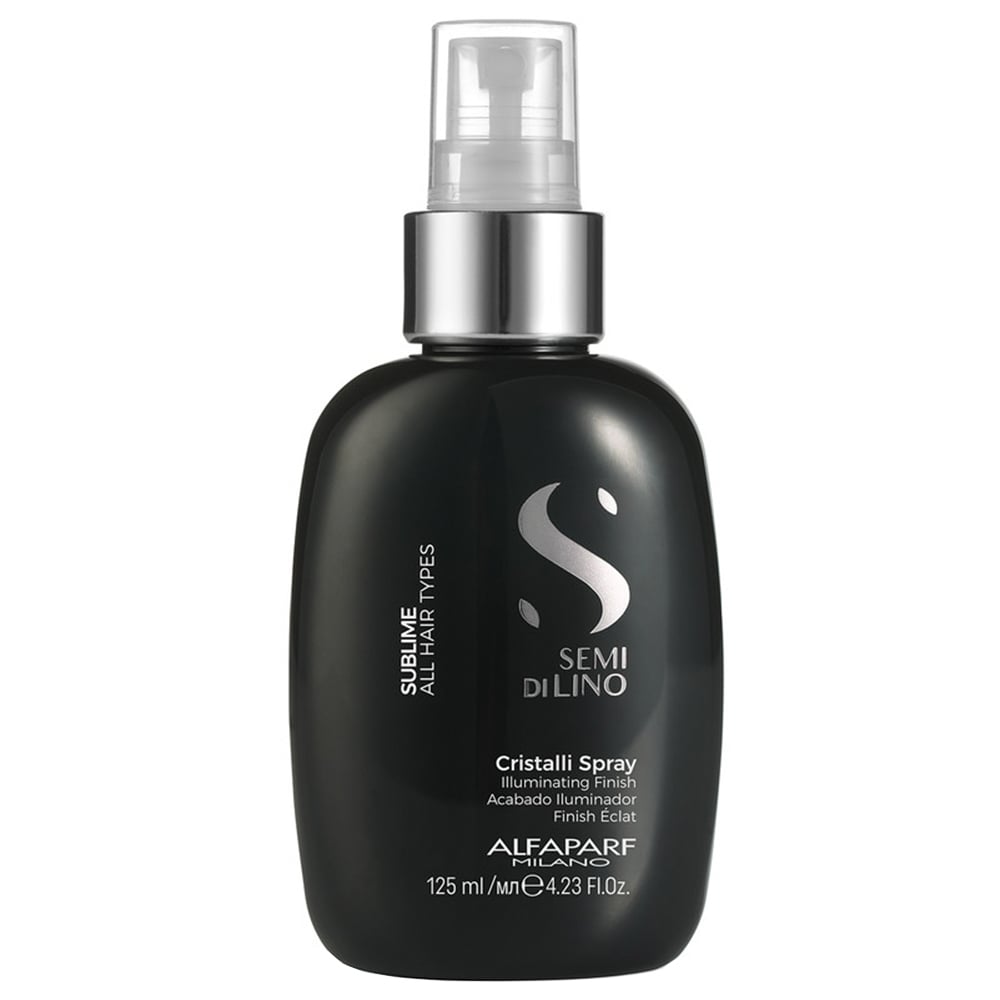 SUBLIME
ALL HAIR TYPES
SEMI
DI LINO
Cristalli Spray
Illuminating Finish
Acabado Iluminador
Finish Éclat
ALFAPARF
MILANO
125 ml /мл℮4.23 Fl.Oz.